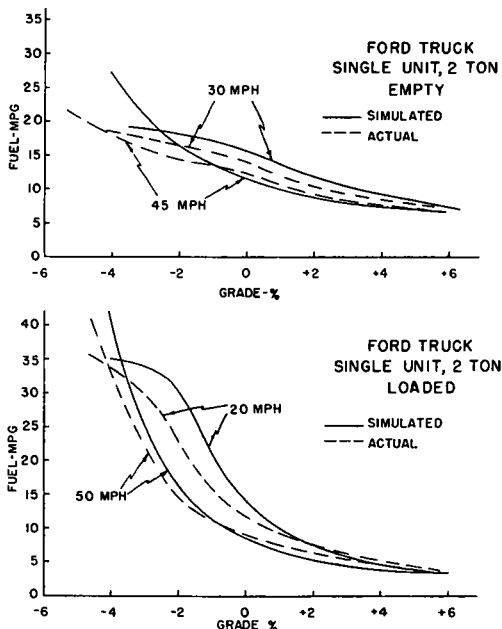 FORD TRUCK
SINGLE UNIT, 2 TON
EMPTY
SIMULATED
ACTUAL
30 MPH
45 MPH
FUEL-MPG
35
30
25
20
15
10
5
0
-6
-4
-2
0
+2
+4
+6
GRADE-%
FORD TRUCK
SINGLE UNIT, 2 TON
LOADED
SIMULATED
ACTUAL
20 MPH
50 MPH
FUEL-MPG
40
35
30
25
20
15
10
5
0
-6
-4
-2
0
+2
+4
+6
GRADE %